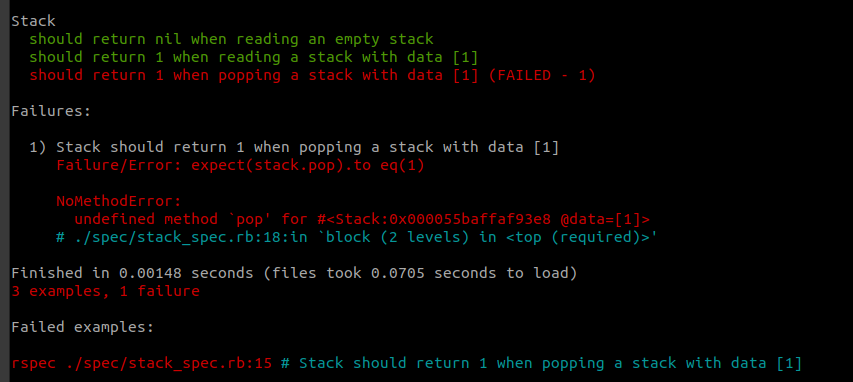 Stack
  should return nil when reading an empty stack
  should return 1 when reading a stack with data [1]
  should return 1 when popping a stack with data [1] (FAILED - 1)

Failures:

  1) Stack should return 1 when popping a stack with data [1]
     Failure/Error: expect(stack.pop).to eq(1)

     NoMethodError:
       undefined method `pop' for #<Stack:0x000055baffaf93e8 @data=[1]>
     # ./spec/stack_spec.rb:18:in `block (2 levels) in <top (required)>'

Finished in 0.00148 seconds (files took 0.0705 seconds to load)
3 examples, 1 failure

Failed examples:

rspec ./spec/stack_spec.rb:15 # Stack should return 1 when popping a stack with data [1]